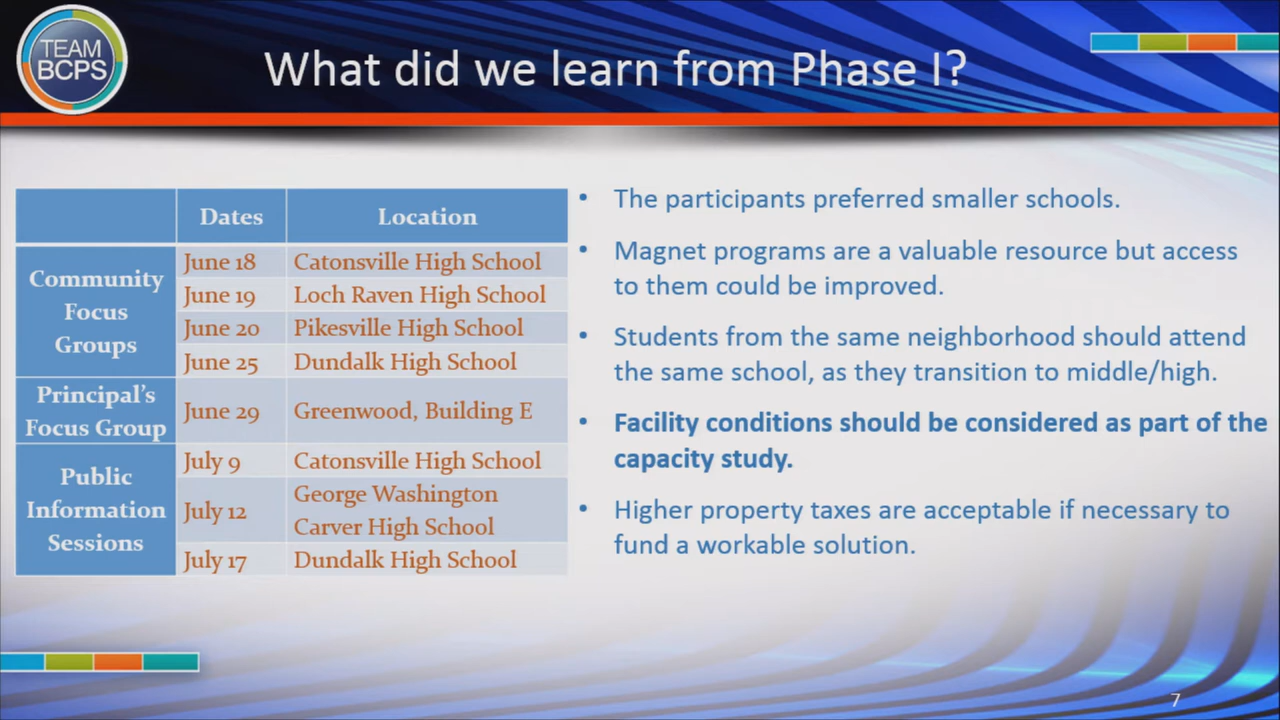 TEAM
BCPS
What did we learn from Phase I?
Dates Location
Community
Focus
Groups
June 18 Catonsville High School
June 19 Loch Raven High School
June 20 Pikesville High School
June 25 Dundalk High School
Principal's
Focus Group
June 29 Greenwood, Building E
Public
Information
Sessions
July 9 Catonsville High School
July 12 George Washington
Carver High School
July 17 Dundalk High School
• The participants preferred smaller schools.
• Magnet programs are a valuable resource but access
to them could be improved.
• Students from the same neighborhood should attend
the same school, as they transition to middle/high.
• Facility conditions should be considered as part of the
capacity study.
• Higher property taxes are acceptable if necessary to
fund a workable solution.
7